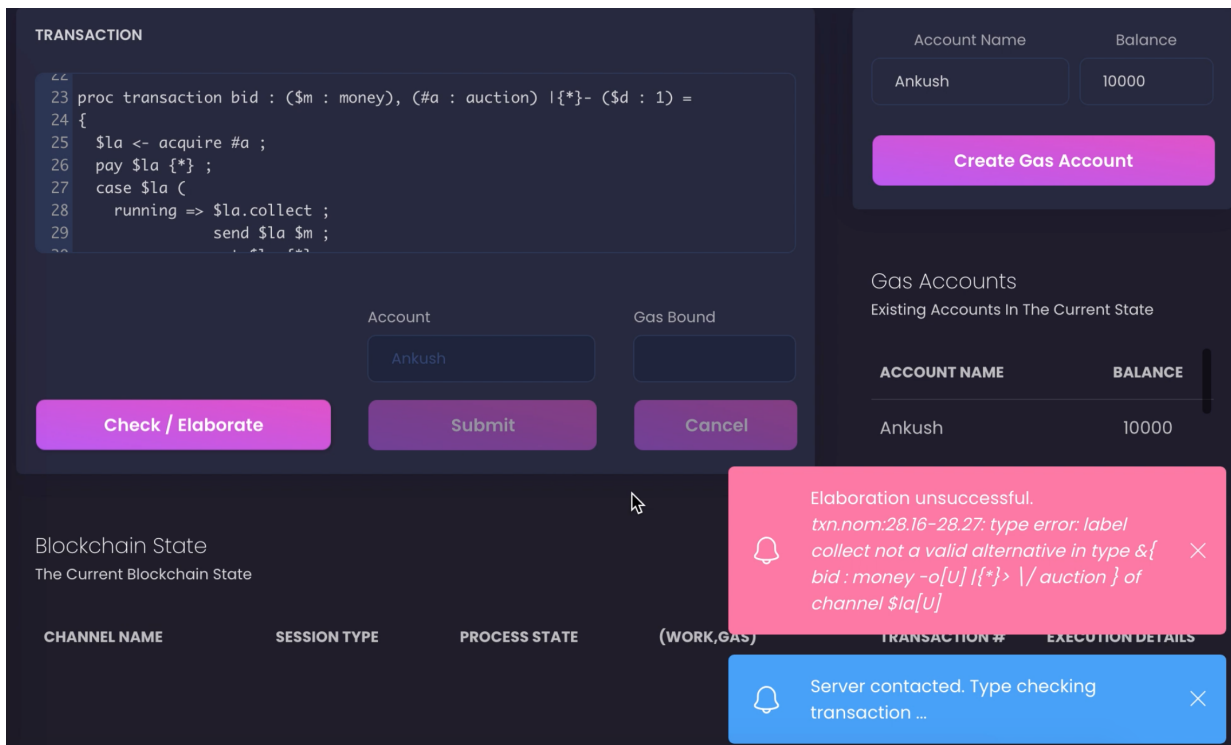 TRANSACTION
22
23 proc transaction bid : ($m : money), (#a : auction) |{*}- ($d : 1) =
24 {
25 $la <- acquire #a ;
26 pay $la {*} ;
27 case $la (
28 running => $la.collect ;
29 send $la $m ;
Account
Gas Bound
Ankush
Check / Elaborate
Submit
Cancel
Account Name
Balance
Ankush
10000
Create Gas Account
Gas Accounts
Existing Accounts In The Current State
ACCOUNT NAME BALANCE
Ankush 10000
Blockchain State
The Current Blockchain State
CHANNEL NAME SESSION TYPE PROCESS STATE (WORK,GAS) TRANSACTION # EXECUTION DETAILS
Elaboration unsuccessful.
txn.nom:28.16-28.27: type error: label
collect not a valid alternative in type &{
bid : money -o[U] |{*}> \/ auction } of
channel $la[U]
Server contacted. Type checking
transaction ...